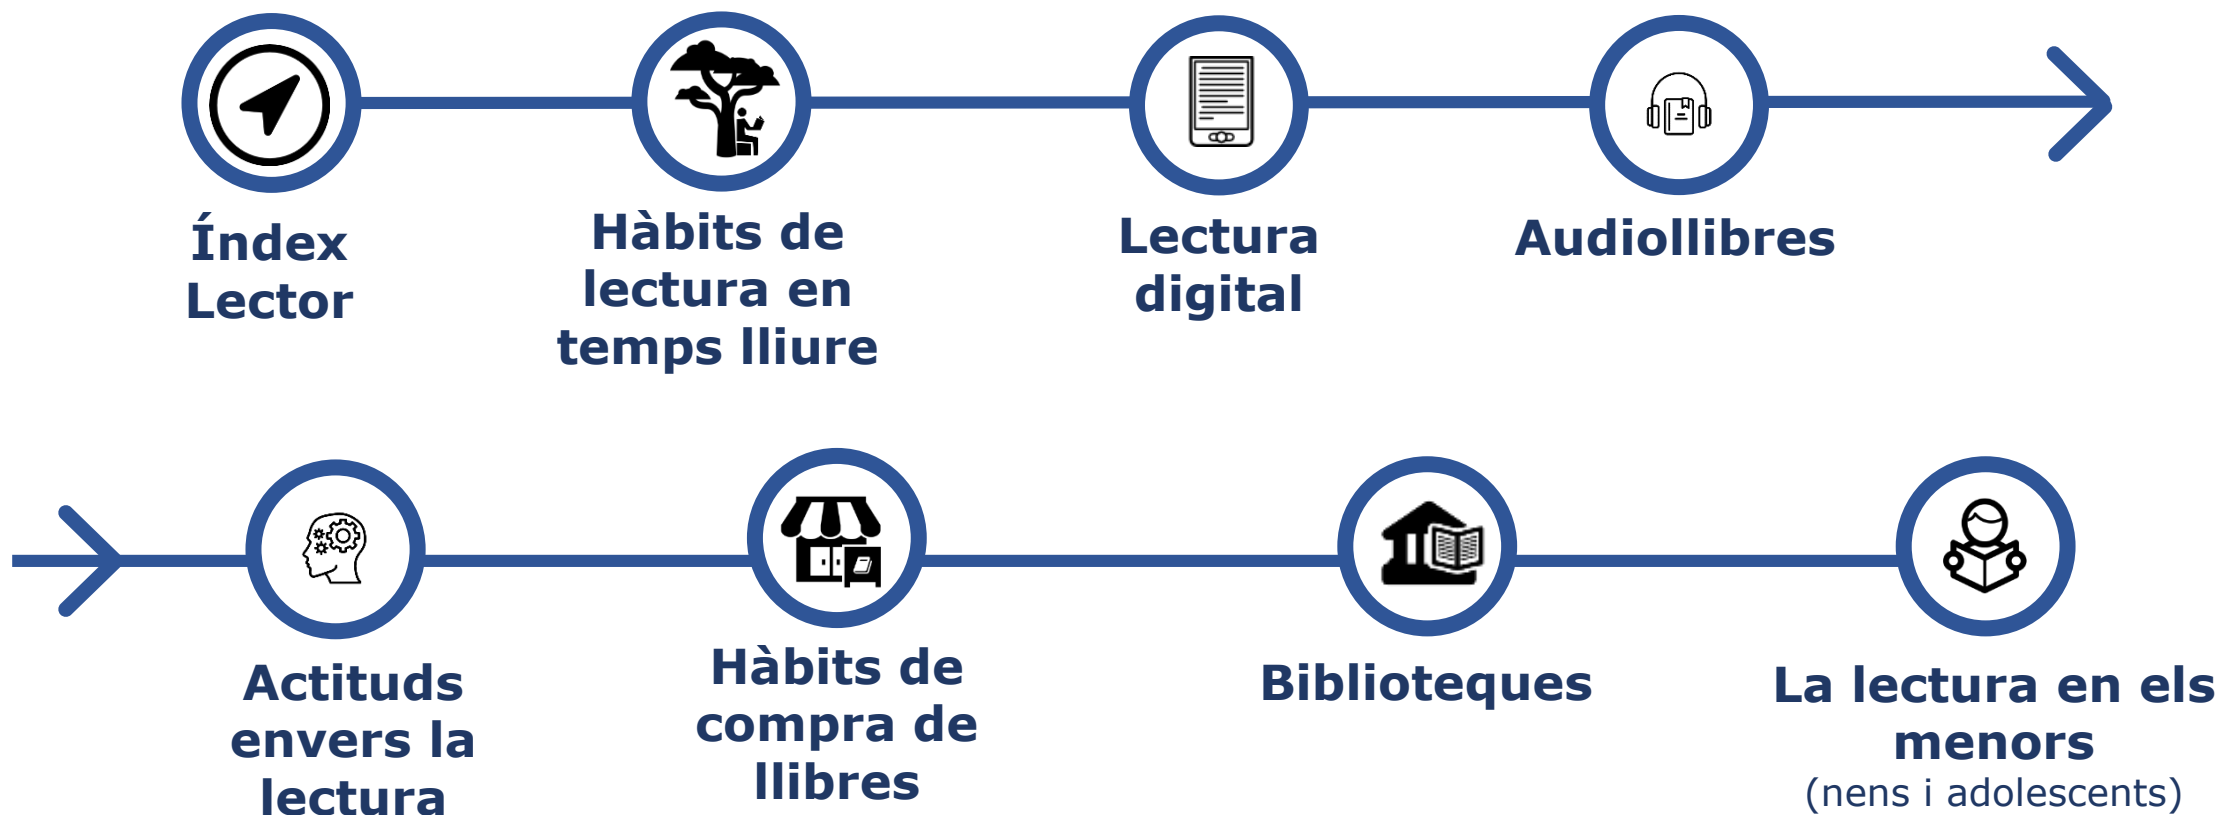 Índex
Lector
Hàbits de
lectura en
temps lliure
Lectura
digital
Audiollibres
Actituds
envers la
lectura
Hàbits de
compra de
llibres
Biblioteques
La lectura en els
menors
(nens i adolescents)